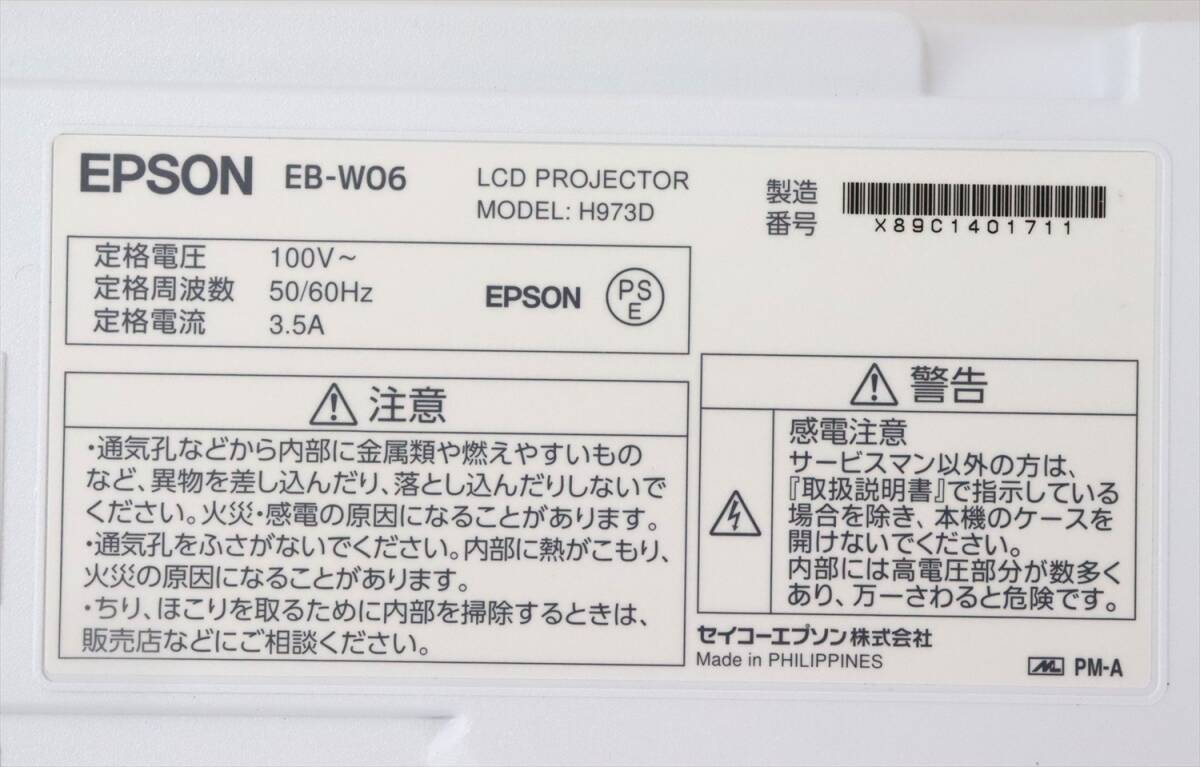 EPSON EB-W06
LCD PROJECTOR
MODEL: H973D
製造
番号
X89C1401711
定格電圧 100V～
定格周波数 50/60Hz
定格電流 3.5A
EPSON
PS
E
注意
・通気孔などから内部に金属類や燃えやすいもの
など、異物を差し込んだり、落とし込んだりしないで
ください。火災・感電の原因になることがあります。
・通気孔をふさがないでください。内部に熱がこもり、
火災の原因になることがあります。
・ちり、ほこりを取るために内部を掃除するときは、
販売店などにご相談ください。
警告
感電注意
サービスマン以外の方は、
『取扱説明書』で指示している
場合を除き、本機のケースを
開けないでください。
内部には高電圧部分が数多く
あり、万一さわると危険です。
セイコーエプソン株式会社
Made in PHILIPPINES
PM-A